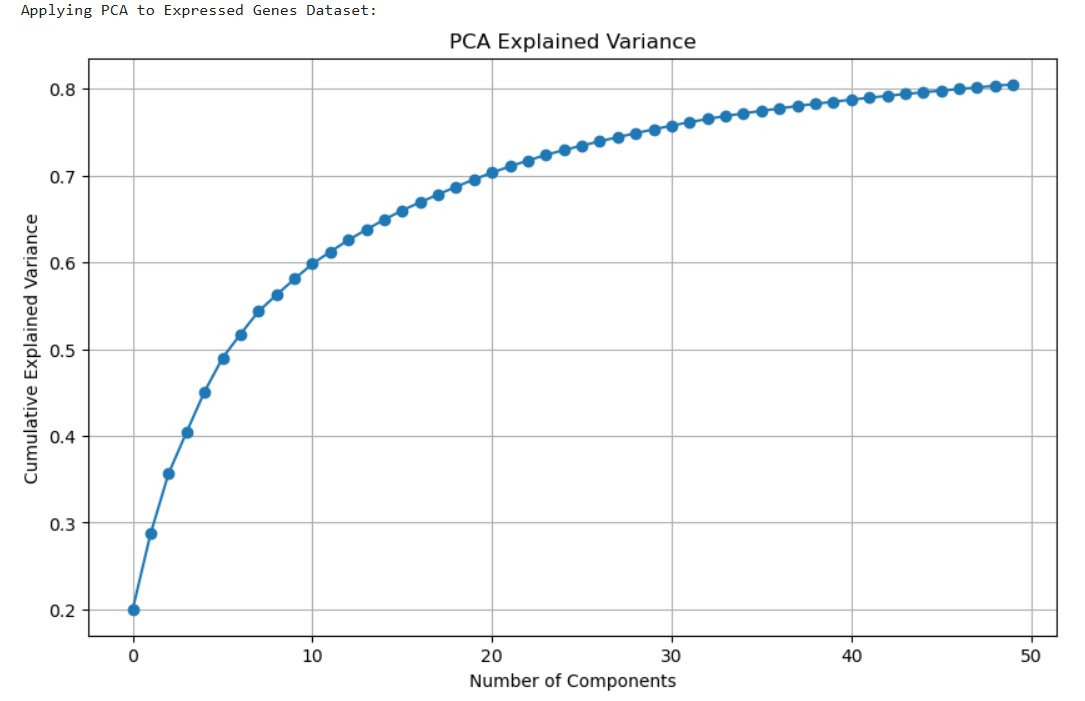 Applying PCA to Expressed Genes Dataset:
PCA Explained Variance
Cumulative Explained Variance
0.8
0.7
0.6
0.5
0.4
0.3
0.2
0 10 20 30 40 50
Number of Components